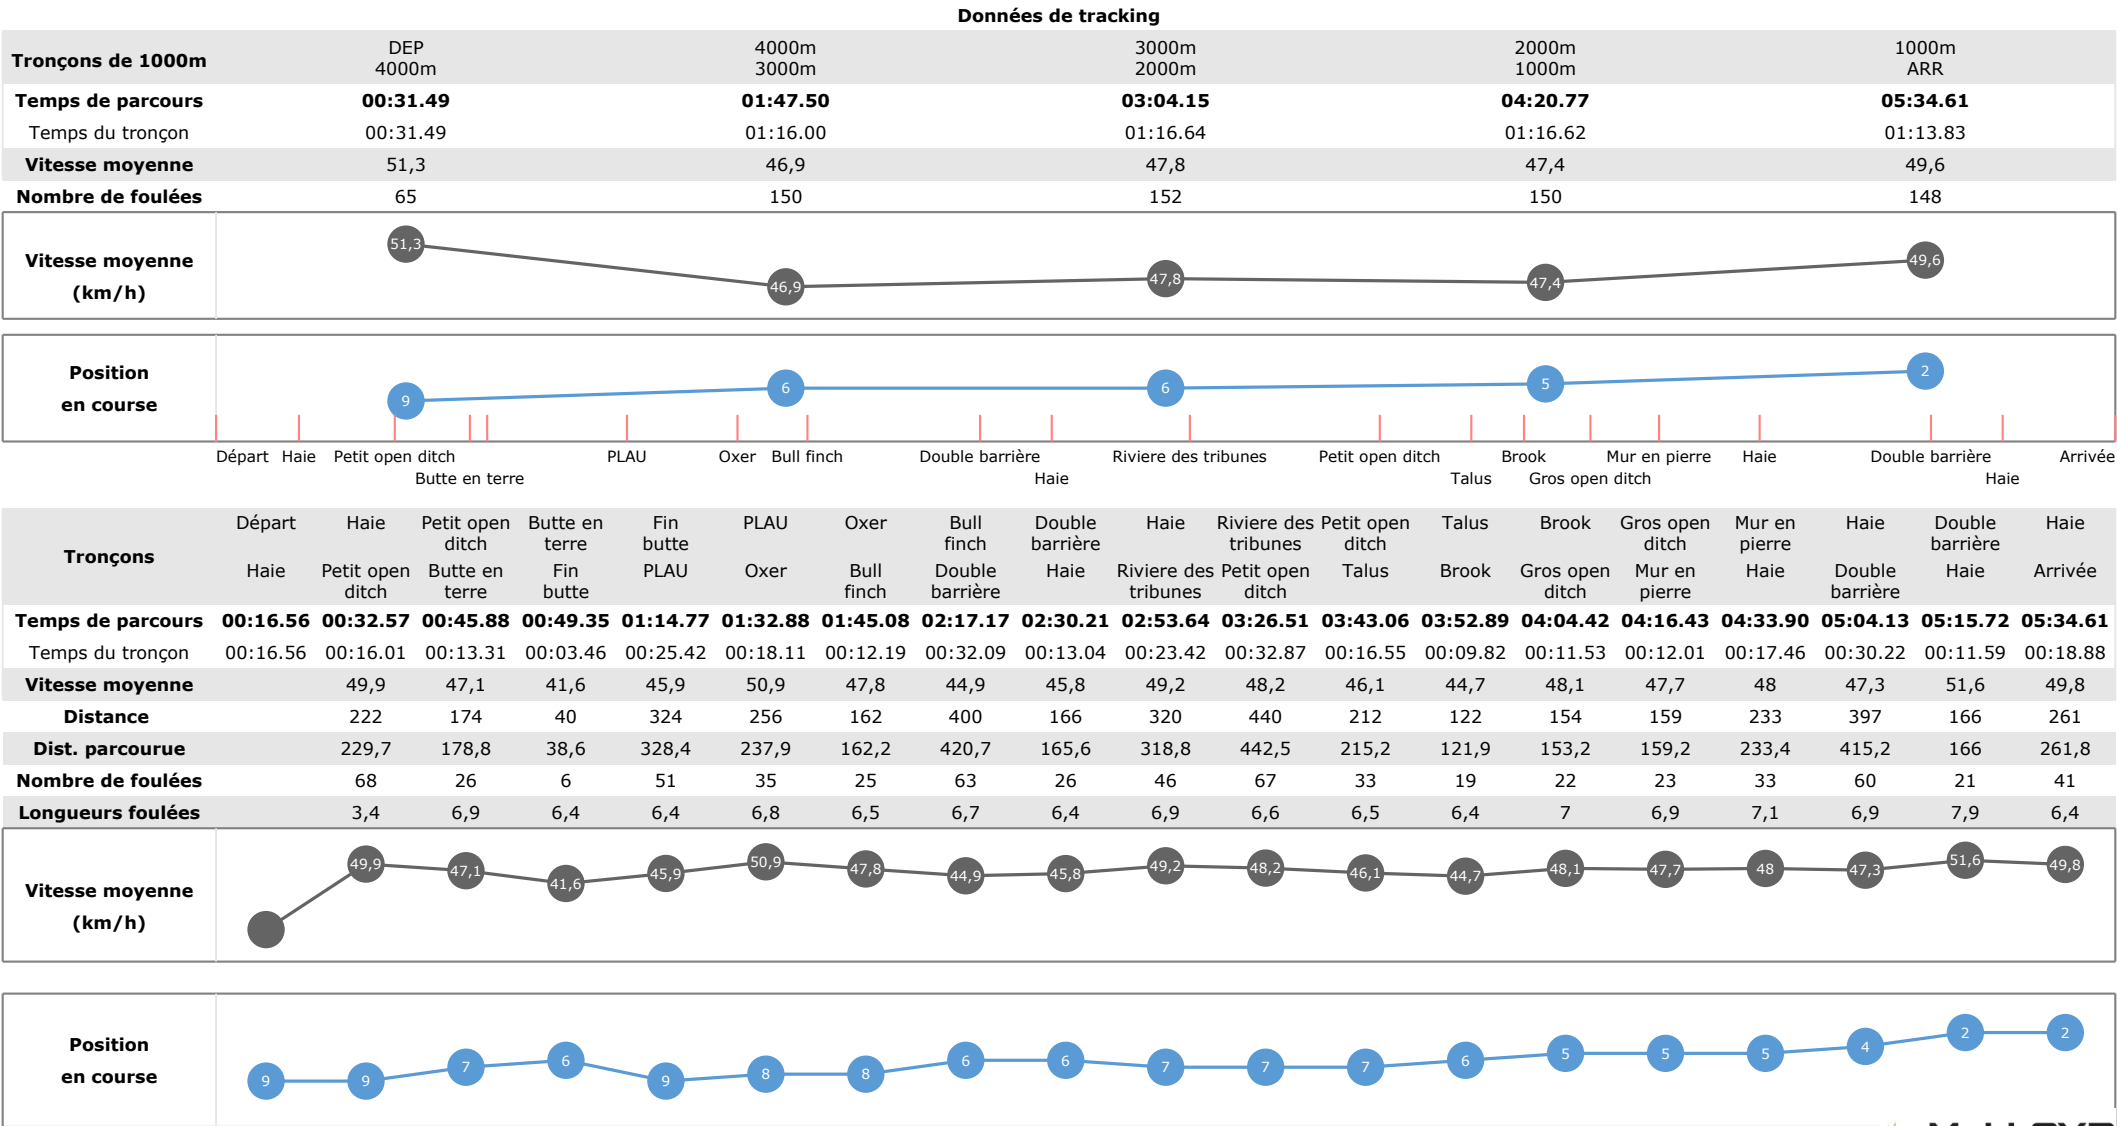 Données de tracking
Tronçons de 1000m DEP 4000m 3000m 2000m 1000m
4000m 3000m 2000m 1000m ARR
Temps de parcours 00:31.49 01:47.50 03:04.15 04:20.77 05:34.61
Temps du tronçon 00:31.49 01:16.00 01:16.64 01:16.62 01:13.83
Vitesse moyenne 51,3 46,9 47,8 47,4 49,6
Nombre de foulées 65 150 152 150 148
Vitesse moyenne
(km/h)
51,3 46,9 47,8 47,4 49,6
Position
en course
9 6 6 5 2
Départ Haie Petit open ditch PLAU Oxer Bull finch Double barrière Riviere des tribunes Petit open ditch Brook Mur en pierre Haie Double barrière Arrivée
Butte en terre Haie Talus Gros open ditch Haie
Tronçons
Départ Haie Petit open ditch Butte en terre Fin butte PLAU Oxer Bull finch Double barrière Haie Riviere des tribunes Petit open ditch Talus Brook Gros open ditch Mur en pierre Haie Double barrière Haie
Haie Petit open ditch Butte en terre Fin butte PLAU Oxer Bull finch Double barrière Haie Riviere des tribunes Petit open ditch Talus Brook Gros open ditch Mur en pierre Haie Double barrière Haie Arrivée
Temps de parcours 00:16.56 00:32.57 00:45.88 00:49.35 01:14.77 01:32.88 01:45.08 02:17.17 02:30.21 02:53.64 03:26.51 03:43.06 03:52.89 04:04.42 04:16.43 04:33.90 05:04.13 05:15.72 05:34.61
Temps du tronçon 00:16.56 00:16.01 00:13.31 00:03.46 00:25.42 00:18.11 00:12.19 00:32.09 00:13.04 00:23.42 00:32.87 00:16.55 00:09.82 00:11.53 00:12.01 00:17.46 00:30.22 00:11.59 00:18.88
Vitesse moyenne 49,9 47,1 41,6 45,9 50,9 47,8 44,9 45,8 49,2 48,2 46,1 44,7 48,1 47,7 48 47,3 51,6 49,8
Distance 222 174 40 324 256 162 400 166 320 440 212 122 154 159 233 397 166 261
Dist. parcourue 229,7 178,8 38,6 328,4 237,9 162,2 420,7 165,6 318,8 442,5 215,2 121,9 153,2 159,2 233,4 415,2 166 261,8
Nombre de foulées 68 26 6 51 35 25 63 26 46 67 33 19 22 23 33 60 21 41
Longueurs foulées 3,4 6,9 6,4 6,4 6,8 6,5 6,7 6,4 6,9 6,6 6,5 6,4 7 6,9 7,1 6,9 7,9 6,4
Vitesse moyenne
(km/h)
49,9 47,1 41,6 45,9 50,9 47,8 44,9 45,8 49,2 48,2 46,1 44,7 48,1 47,7 48 47,3 51,6 49,8
Position
en course
9 9 7 6 9 8 8 6 6 7 7 7 6 5 5 5 4 2 2